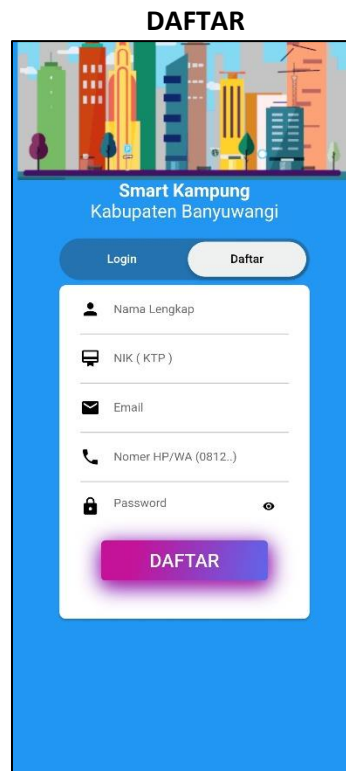 DAFTAR
Smart Kampung
Kabupaten Banyuwangi
Login Daftar
Nama Lengkap
NIK ( KTP )
Email
Nomer HP/WA (0812..)
Password
DAFTAR